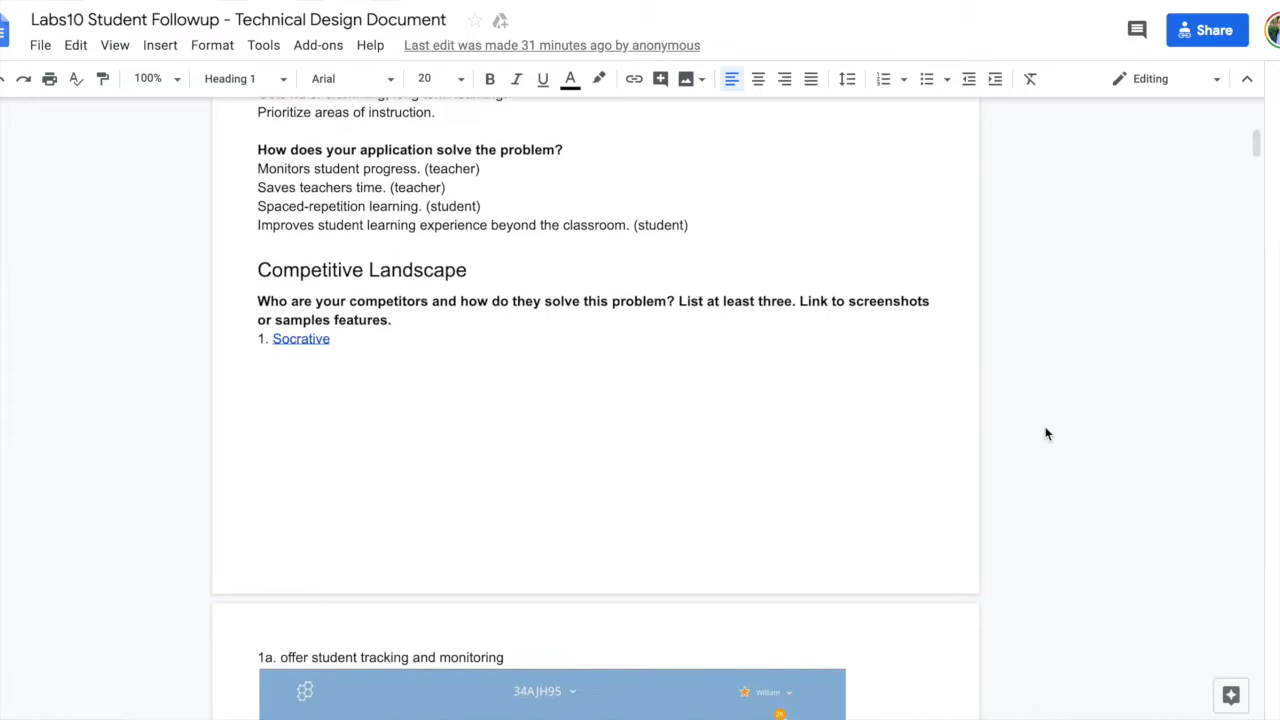 Labs10 Student Followup - Technical Design Document
Share
File Edit View Insert Format Tools Add-ons Help Last edit was made 31 minutes ago by anonymous
100% Heading 1 Arial 20 B I U A Editing
Prioritize areas of instruction.
How does your application solve the problem?
Monitors student progress. (teacher)
Saves teachers time. (teacher)
Spaced-repetition learning. (student)
Improves student learning experience beyond the classroom. (student)
Competitive Landscape
Who are your competitors and how do they solve this problem? List at least three. Link to screenshots
or samples features.
1. Socrative
1a. offer student tracking and monitoring
34AJH95 William